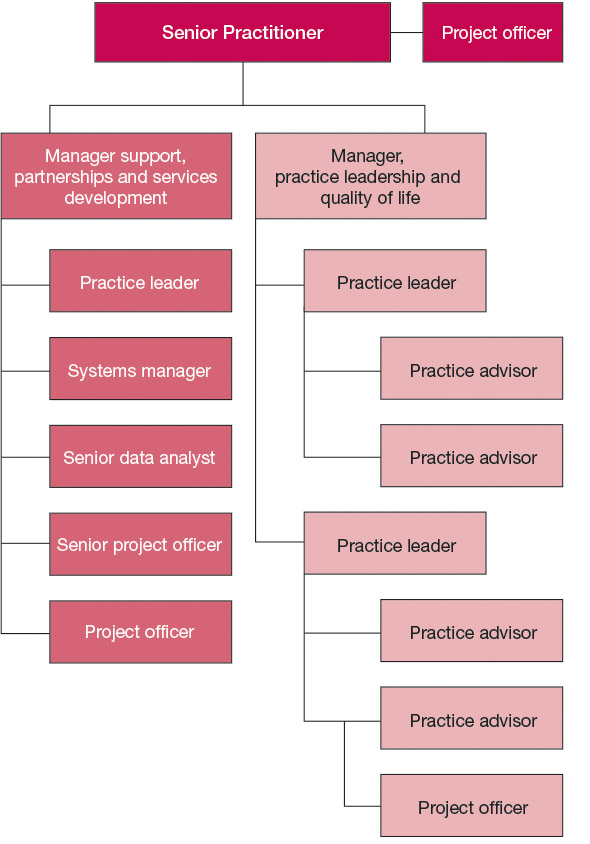 Senior Practitioner
Project officer
Manager support,
partnerships and services
development
Practice leader
Systems manager
Senior data analyst
Senior project officer
Project officer
Manager,
practice leadership and
quality of life
Practice leader
Practice advisor
Practice advisor
Practice leader
Practice advisor
Practice advisor
Project officer